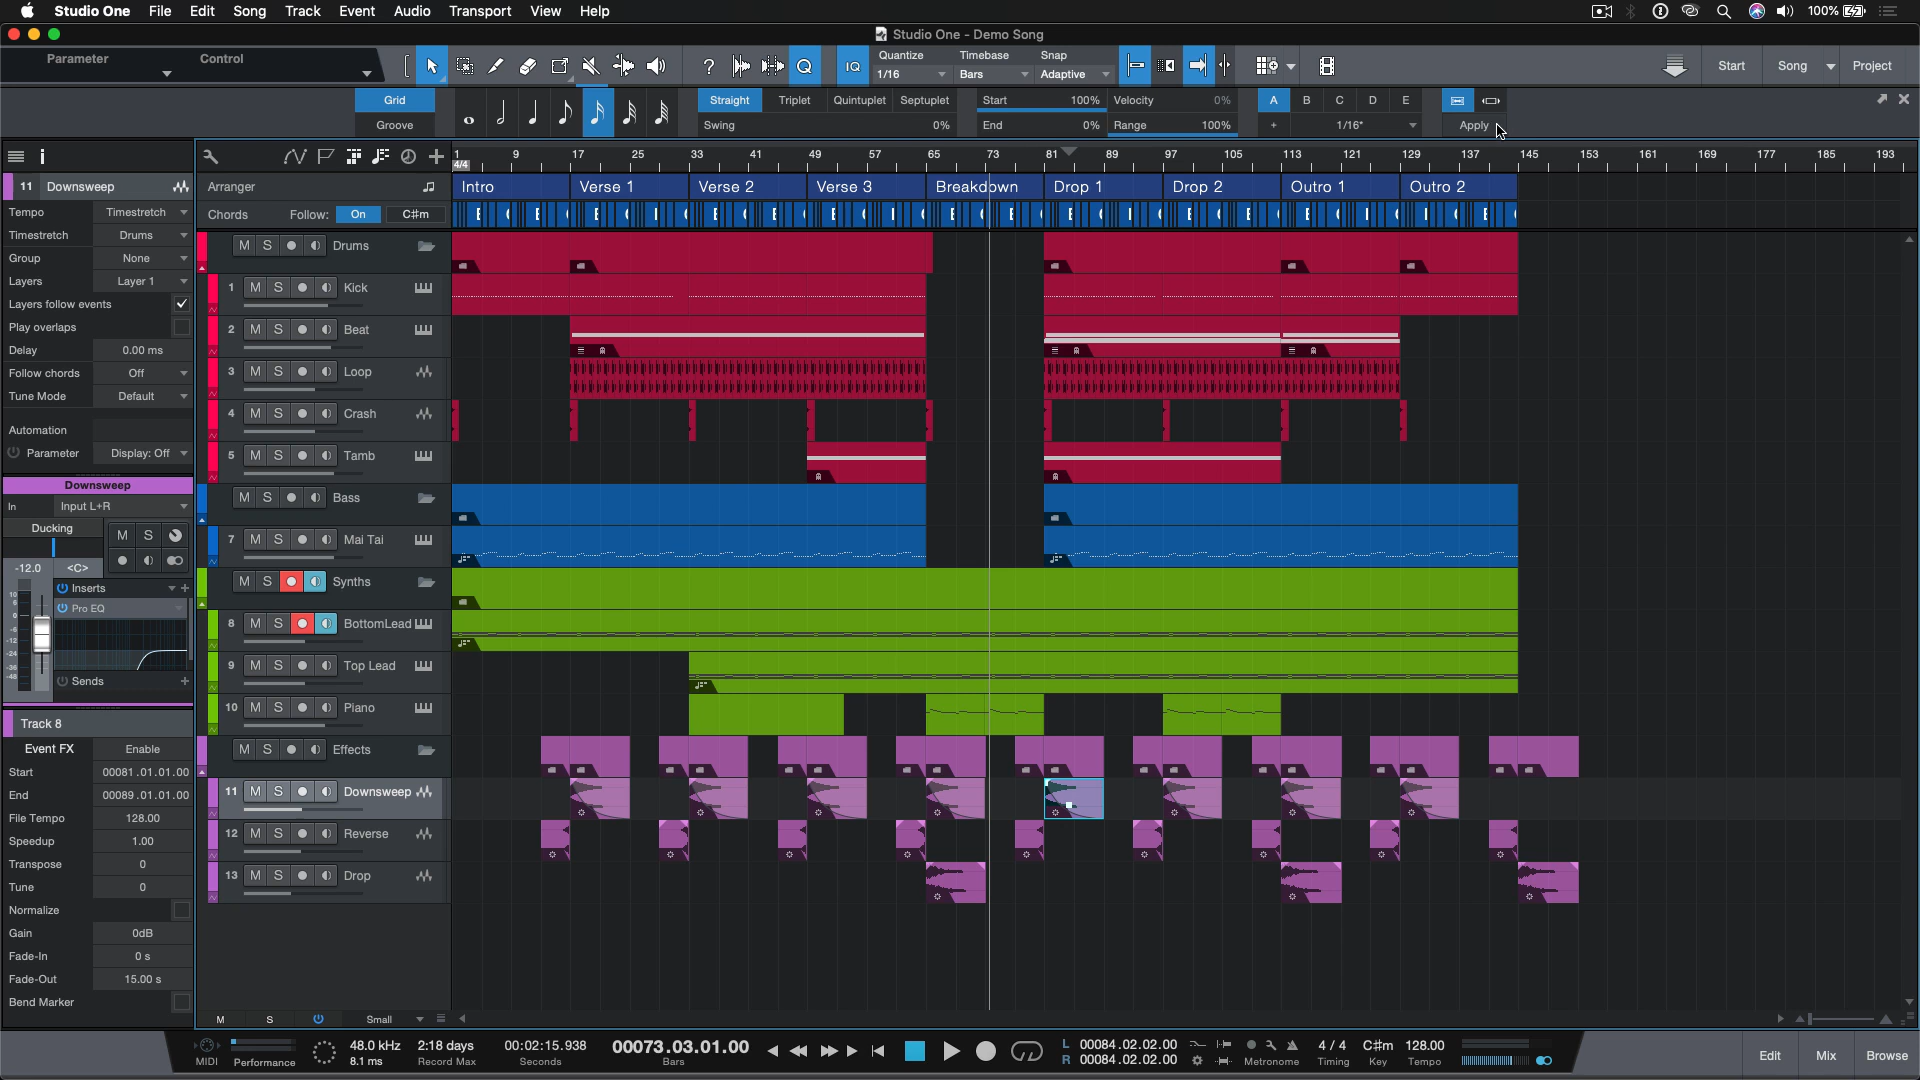 Studio One File Edit Song Track Event Audio Transport View Help 100%
Studio One - Demo Song
Parameter Control
Quantize Timebase Snap
IQ 1/16 Bars Adaptive
Start Song Project
Grid Straight Triplet Quintuplet Septuplet Start 100% Velocity 0% A B C D E
Groove Swing 0% End 0% Range 100% + 1/16* Apply
1 9 17 25 33 41 49 57 65 73 81 89 97 105 113 121 129 137 145 153 161 169 177 185 193
4/4
11 Downsweep
Arranger
Intro Verse 1 Verse 2 Verse 3 Breakdown Drop 1 Drop 2 Outro 1 Outro 2
Chords Follow: On C#m
Tempo Timestretch
Timestretch Drums
Group None
Layers Layer 1
Layers follow events
Play overlaps
Delay 0.00 ms
Follow chords Off
Tune Mode Default
Automation
Parameter Display: Off
Downsweep
In Input L+R
Ducking M S
-12.0 <C>
Inserts
Pro EQ
Sends
M S Drums
1 M S Kick
2 M S Beat
3 M S Loop
4 M S Crash
5 M S Tamb
M S Bass
7 M S Mai Tai
M S Synths
8 M S BottomLead
9 M S Top Lead
10 M S Piano
M S Effects
11 M S Downsweep
12 M S Reverse
13 M S Drop
Track 8
Event FX Enable
Start 00081.01.01.00
End 00089.01.01.00
File Tempo 128.00
Speedup 1.00
Transpose 0
Tune 0
Normalize
Gain 0dB
Fade-In 0 s
Fade-Out 15.00 s
Bend Marker
M S Small
MIDI Performance
48.0 kHz
8.1 ms
2:18 days
Record Max
00:02:15.938
Seconds
00073.03.01.00
Bars
L 00084.02.02.00
R 00084.02.02.00
Metronome
4 / 4
Timing
C#m
Key
128.00
Tempo
Edit Mix Browse